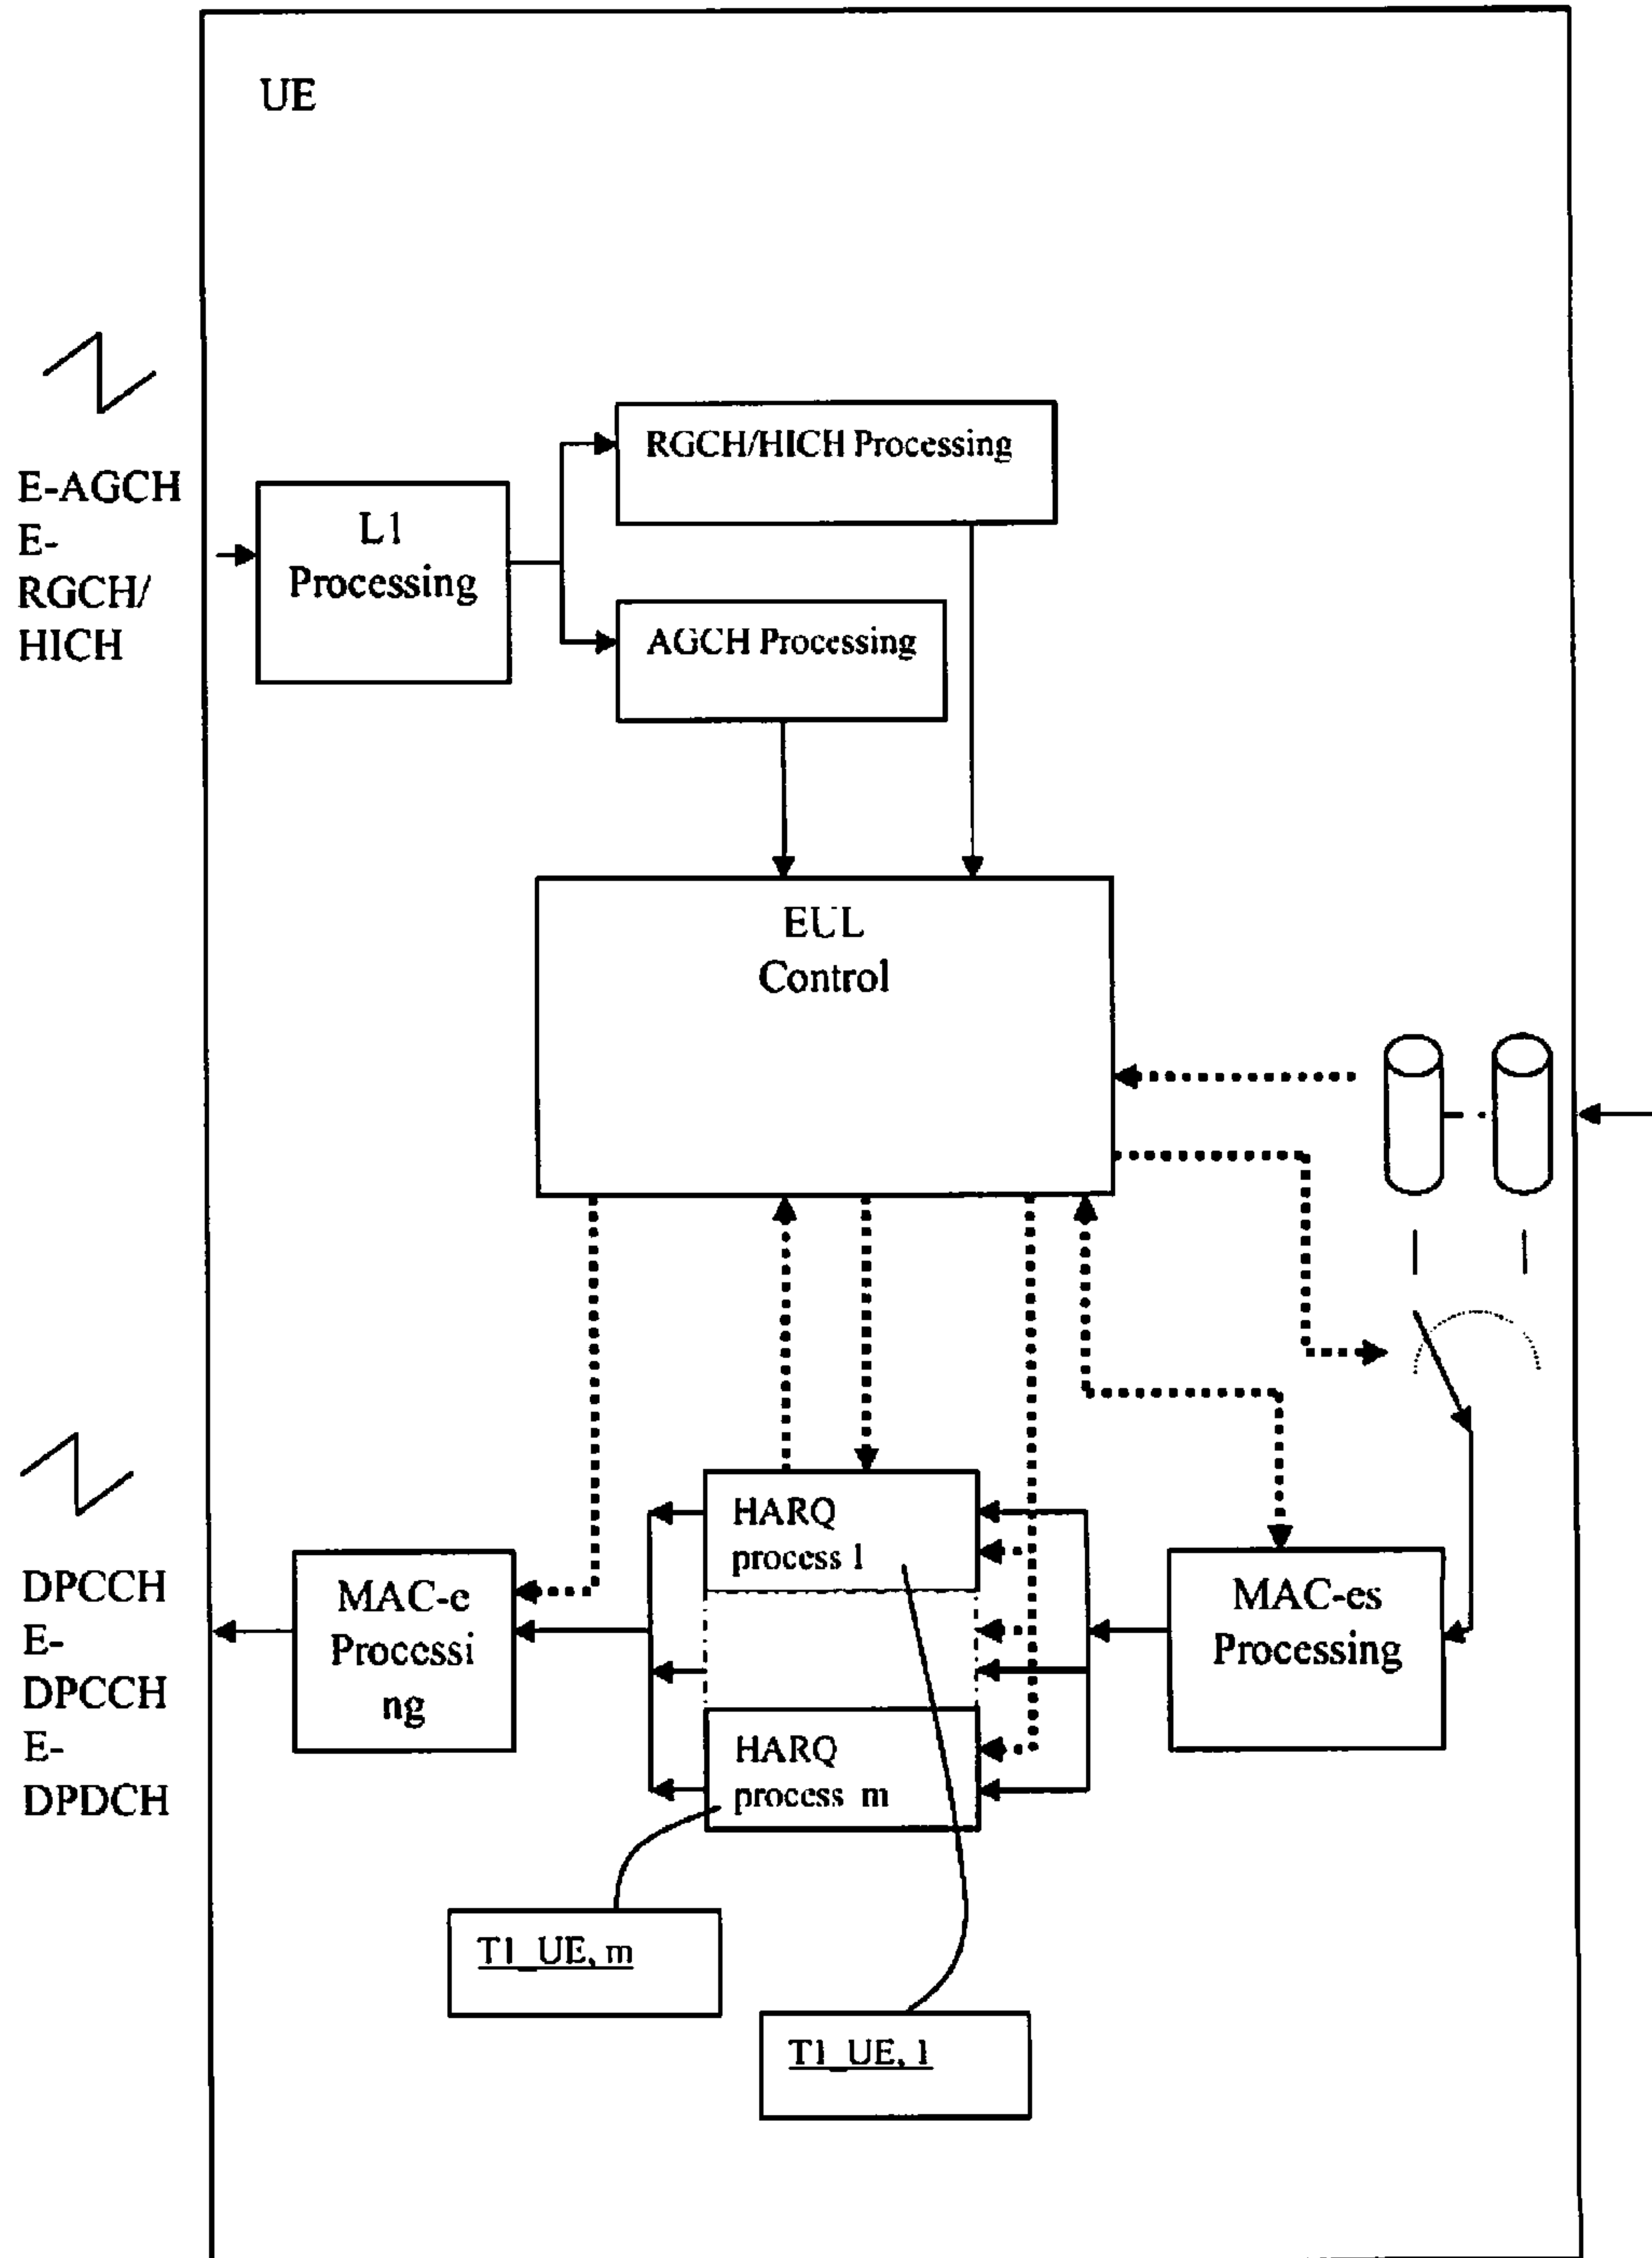 UE
E-AGCH
E-
RGCH/
HICH
L1
Processing
RGCH/HICH Processing
AGCH Processing
EUL
Control
DPCCH
E-
DPCCH
E-
DPDCH
MAC-e
Processi
ng
HARQ
process 1
HARQ
process m
MAC-es
Processing
T1_UE, m
T1_UE, 1